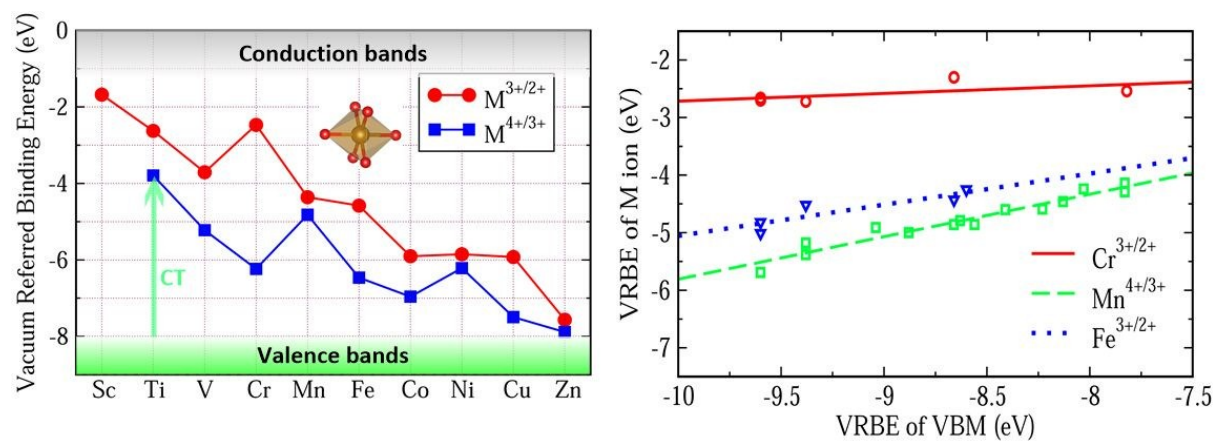 Vacuum Referred Binding Energy (eV)
0
-2
-4
-6
-8
Conduction bands
M3+/2+
M4+/3+
CT
Valence bands
Sc Ti V Cr Mn Fe Co Ni Cu Zn
VRBE of M ion (eV)
-2
-3
-4
-5
-6
-7
Cr3+/2+
Mn4+/3+
Fe3+/2+
-10 -9.5 -9 -8.5 -8 -7.5
VRBE of VBM (eV)